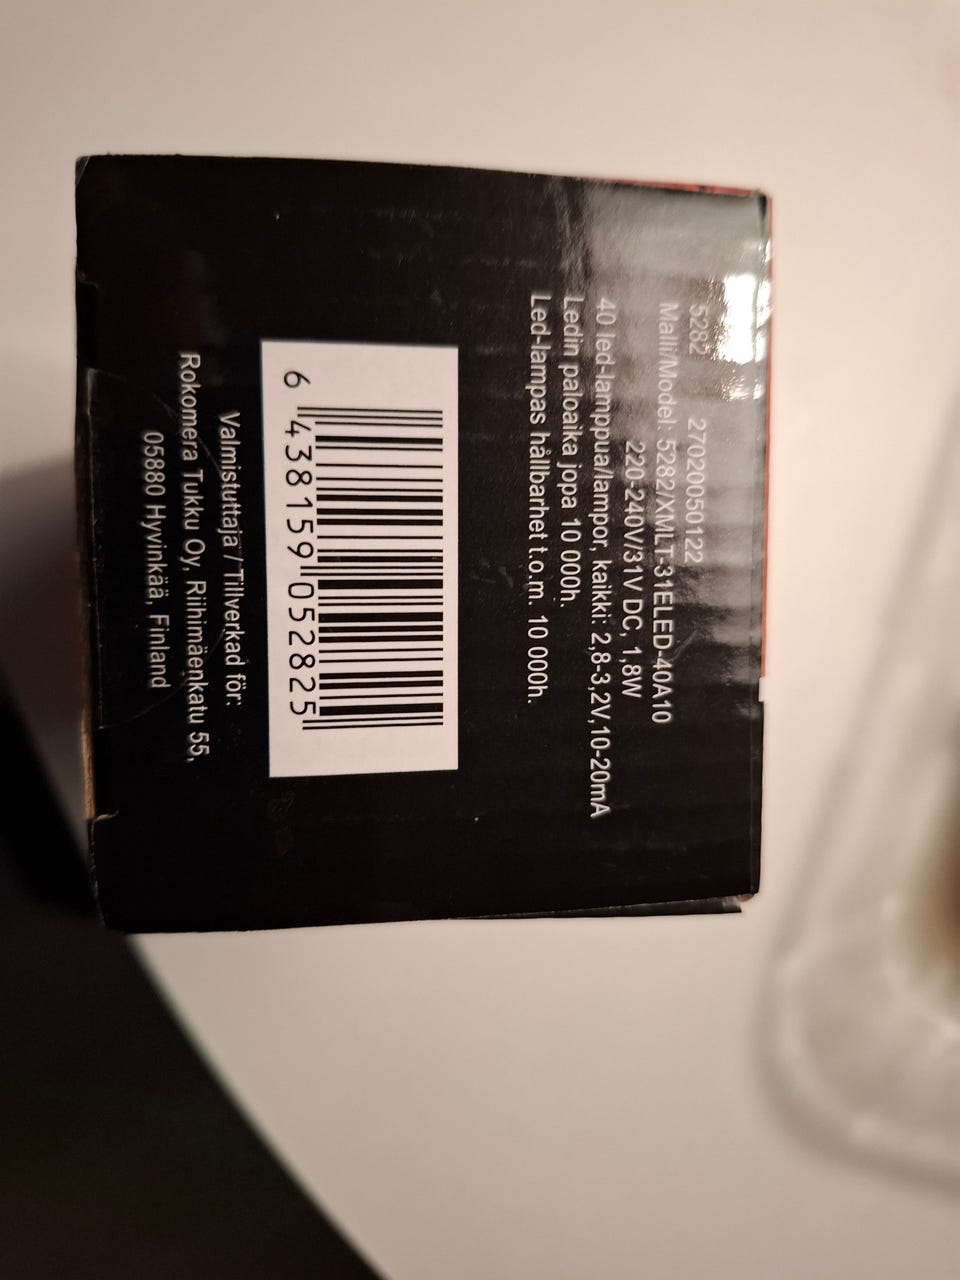 5282 27020050122
Malli/Model: 5282/XMLT-31ELED-40A10
220-240V/31V DC, 1,8W
40 led-lamppua/lampor, kaikki: 2,8-3,2V,10-20mA
Ledin paloaika jopa 10 000h.
Led-lampas hållbarhet t.o.m. 10 000h.
6 438159 052825
Valmistuttaja / Tillverkad för:
Rokomera Tukku Oy, Riihimäenkatu 55,
05880 Hyvinkää, Finland